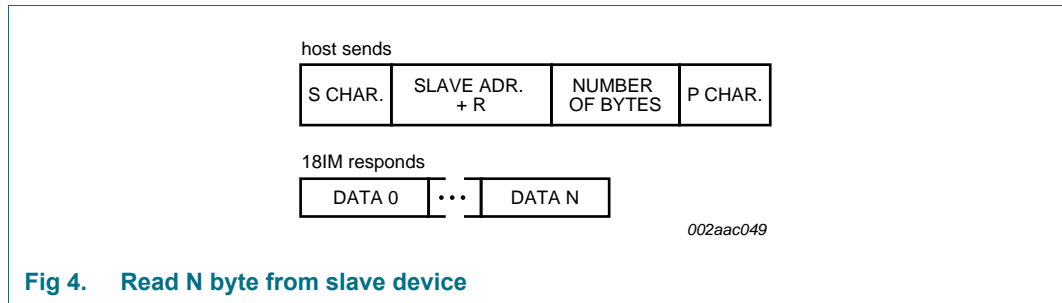 host sends
S CHAR.
SLAVE ADR.
+ R
NUMBER
OF BYTES
P CHAR.
18IM responds
DATA 0
• • •
DATA N
002aac049
Fig 4. Read N byte from slave device